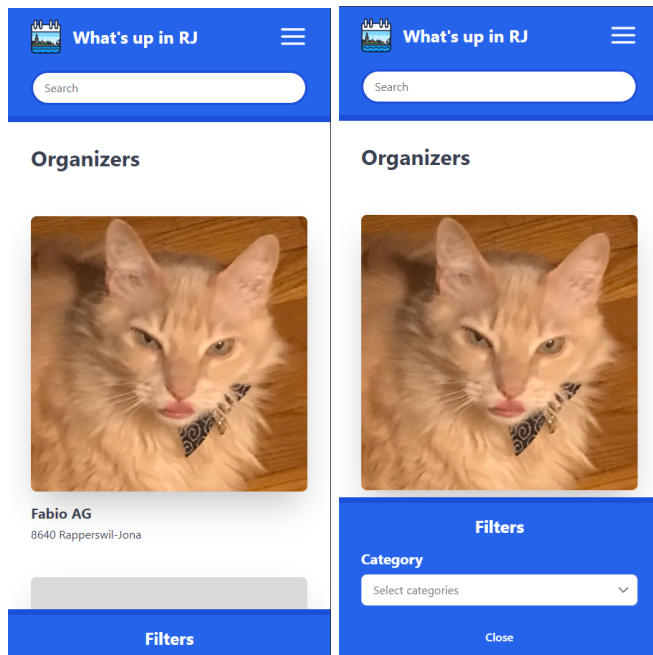 What's up in RJ
Search
Organizers
Fabio AG
8640 Rapperswil-Jona
Filters
What's up in RJ
Search
Organizers
Filters
Category
Select categories
Close